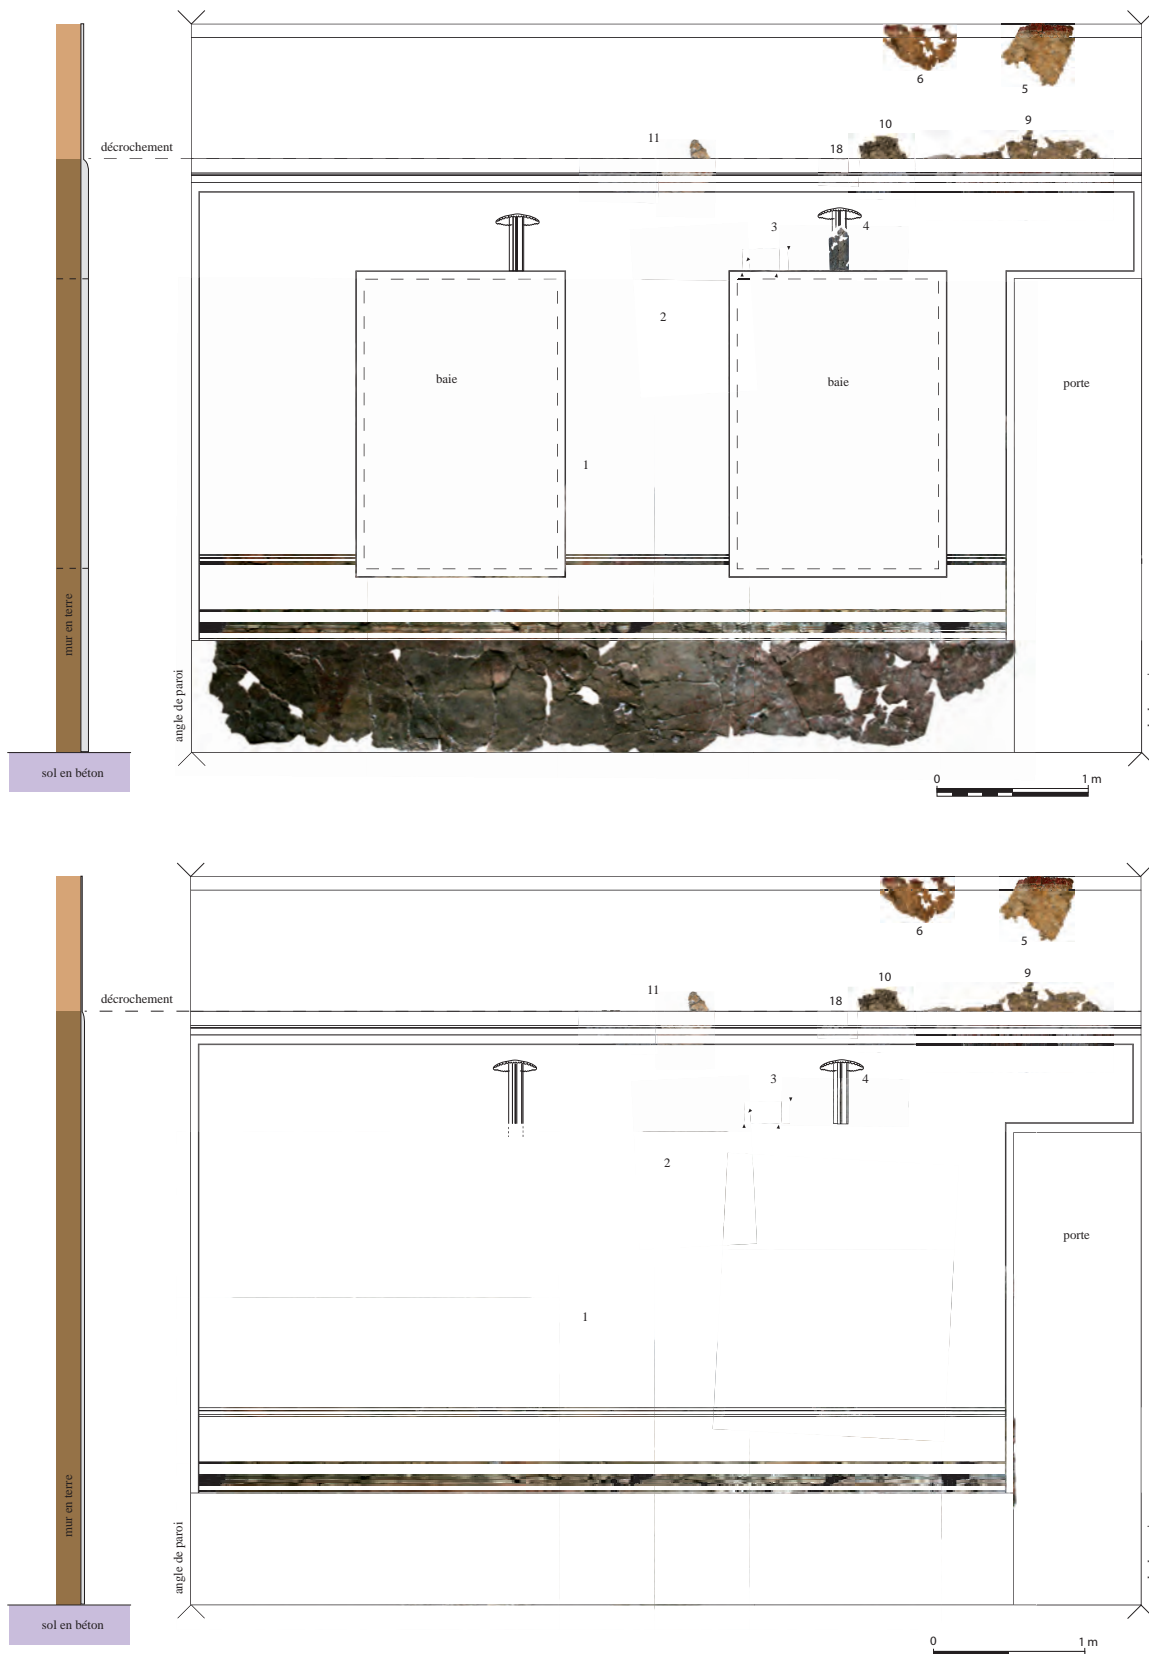 6
5
9
10
11
18
décrochement
3
4
2
baie
baie
porte
1
mur en terre
angle de paroi
sol en béton
0
1 m
6
5
9
10
11
18
décrochement
3
4
2
porte
1
mur en terre
angle de paroi
sol en béton
0
1 m